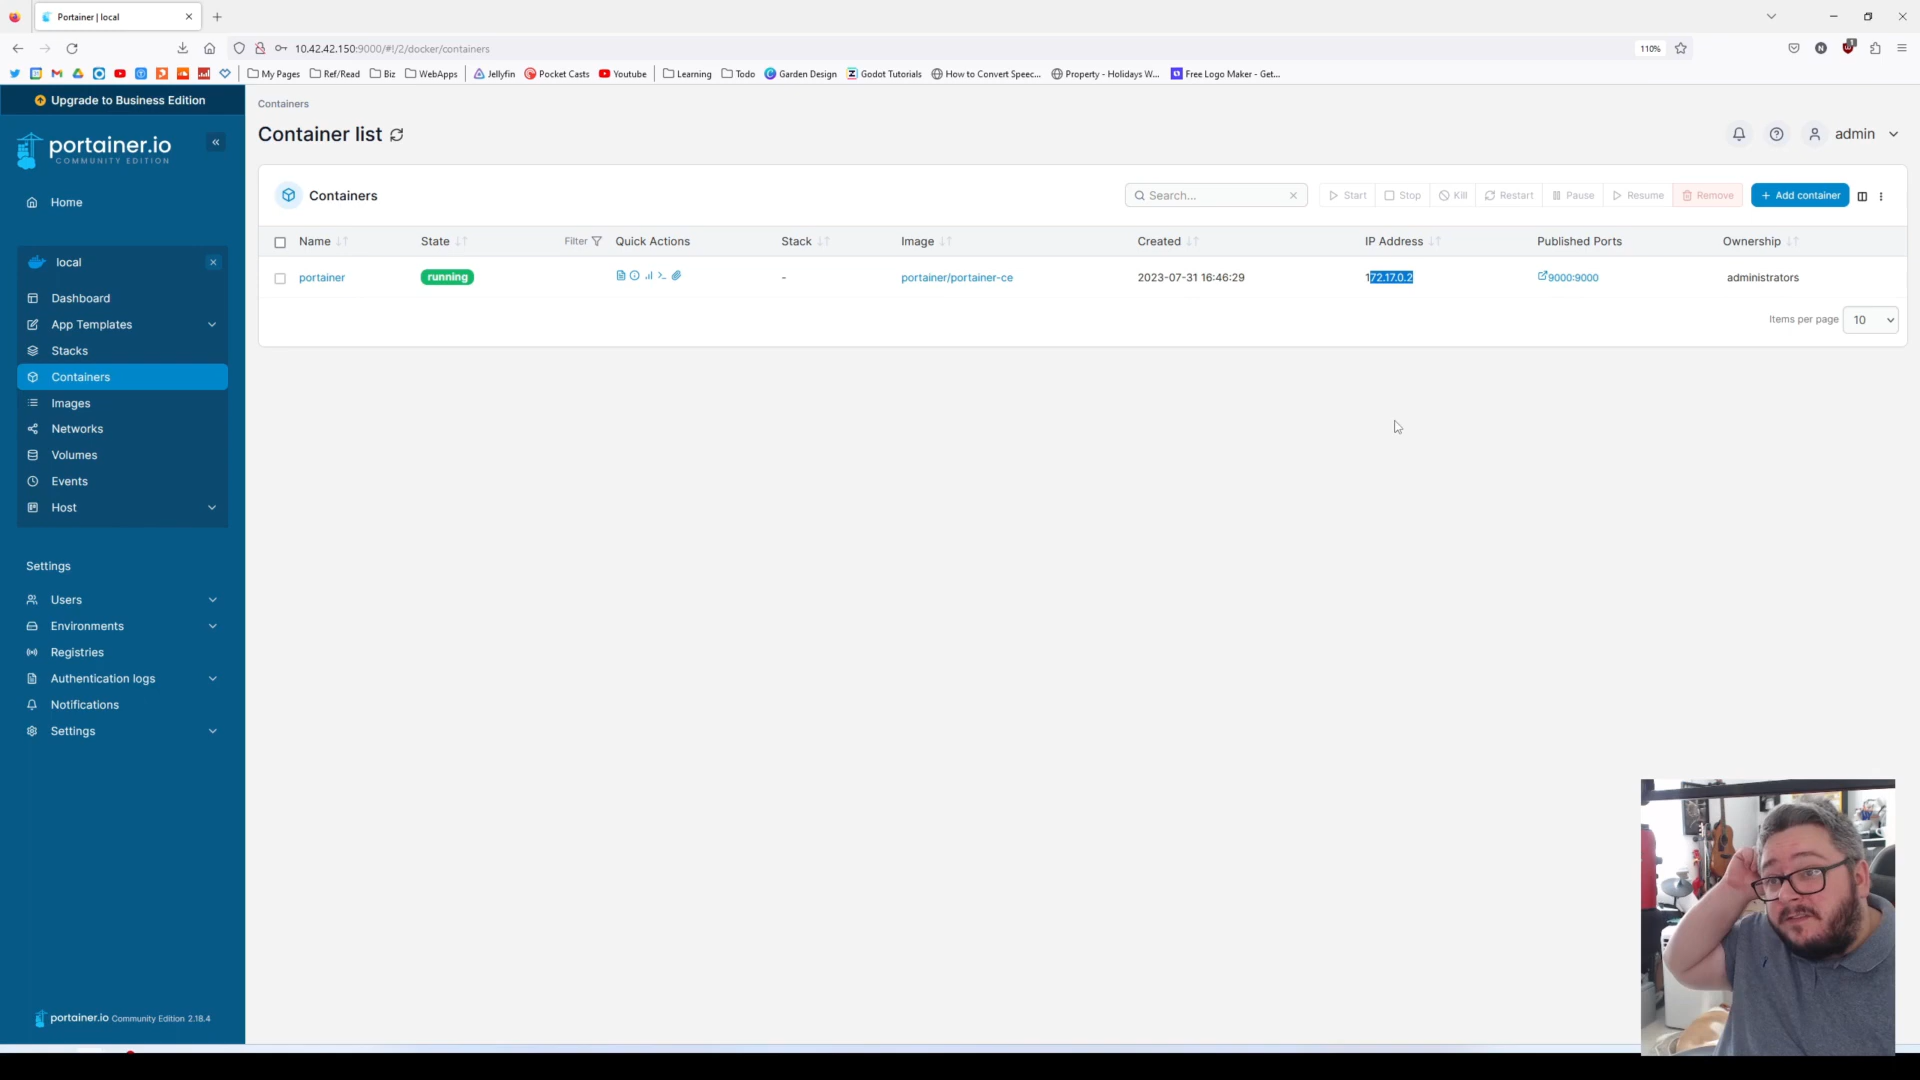 Portainer | local
10.42.42.150:9000/#!/2/docker/containers
110%
My Pages
Ref/Read
Biz
WebApps
Jellyfin
Pocket Casts
Youtube
Learning
Todo
Garden Design
Godot Tutorials
How to Convert Speec...
Property - Holidays W...
Free Logo Maker - Get...
Upgrade to Business Edition
portainer.io
COMMUNITY EDITION
Home
local
Dashboard
App Templates
Stacks
Containers
Images
Networks
Volumes
Events
Host
Settings
Users
Environments
Registries
Authentication logs
Notifications
Settings
portainer.io Community Edition 2.18.4
Containers
Container list
admin
Containers
Search...
Start
Stop
Kill
Restart
Pause
Resume
Remove
+ Add container
Name State Filter Quick Actions Stack Image Created IP Address Published Ports Ownership
portainer running - portainer/portainer-ce 2023-07-31 16:46:29 172.17.0.2 9000:9000 administrators
Items per page 10